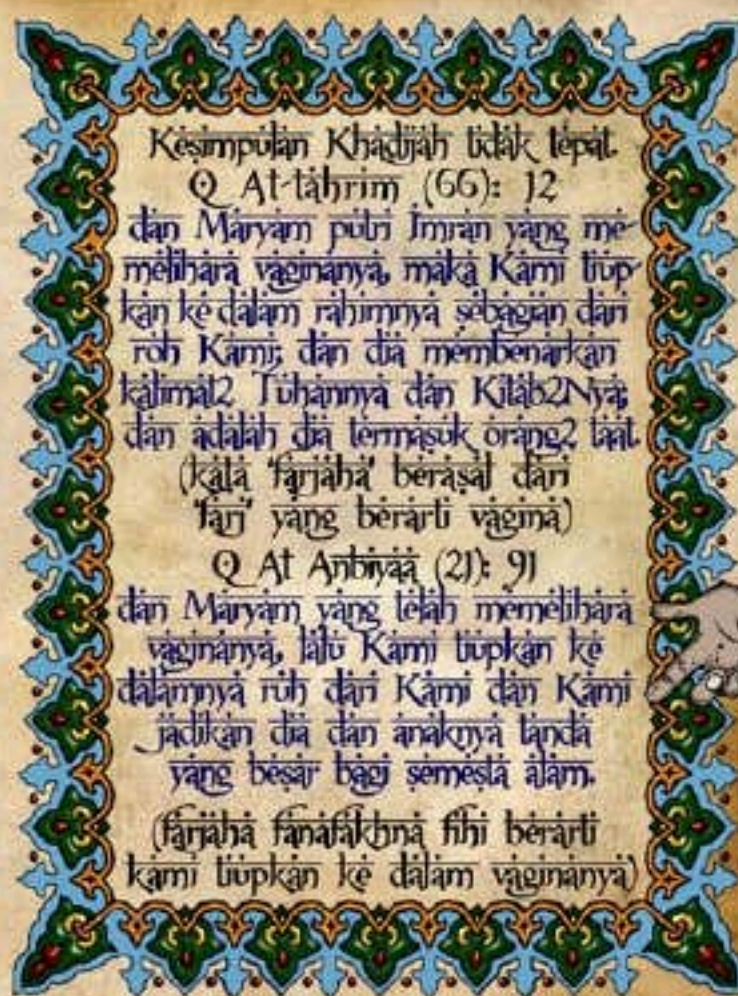 Kesimpulan Khadijah tidak tepat.
Q At-tahrim (66): 12
dan Maryam putri Imran yang me-
melihara vaginanya, maka Kami tiup-
kan ke dalam rahimnya sebagian dari
roh Kami; dan dia membenarkan
kalimat2 Tuhannya dan Kitab2Nya;
dan adalah dia termasuk orang2 taat.
(kata 'farjaha' berasal dari
'farj' yang berarti vagina)
Q At Anbiyaa (21): 91
dan Maryam yang telah memelihara
vaginanya, lalu Kami tiupkan ke
dalamnya ruh dari Kami dan Kami
jadikan dia dan anaknya tanda
yang besar bagi semesta alam.
(farjaha fanafakhna fihi berarti
kami tiupkan ke dalam vaginanya)